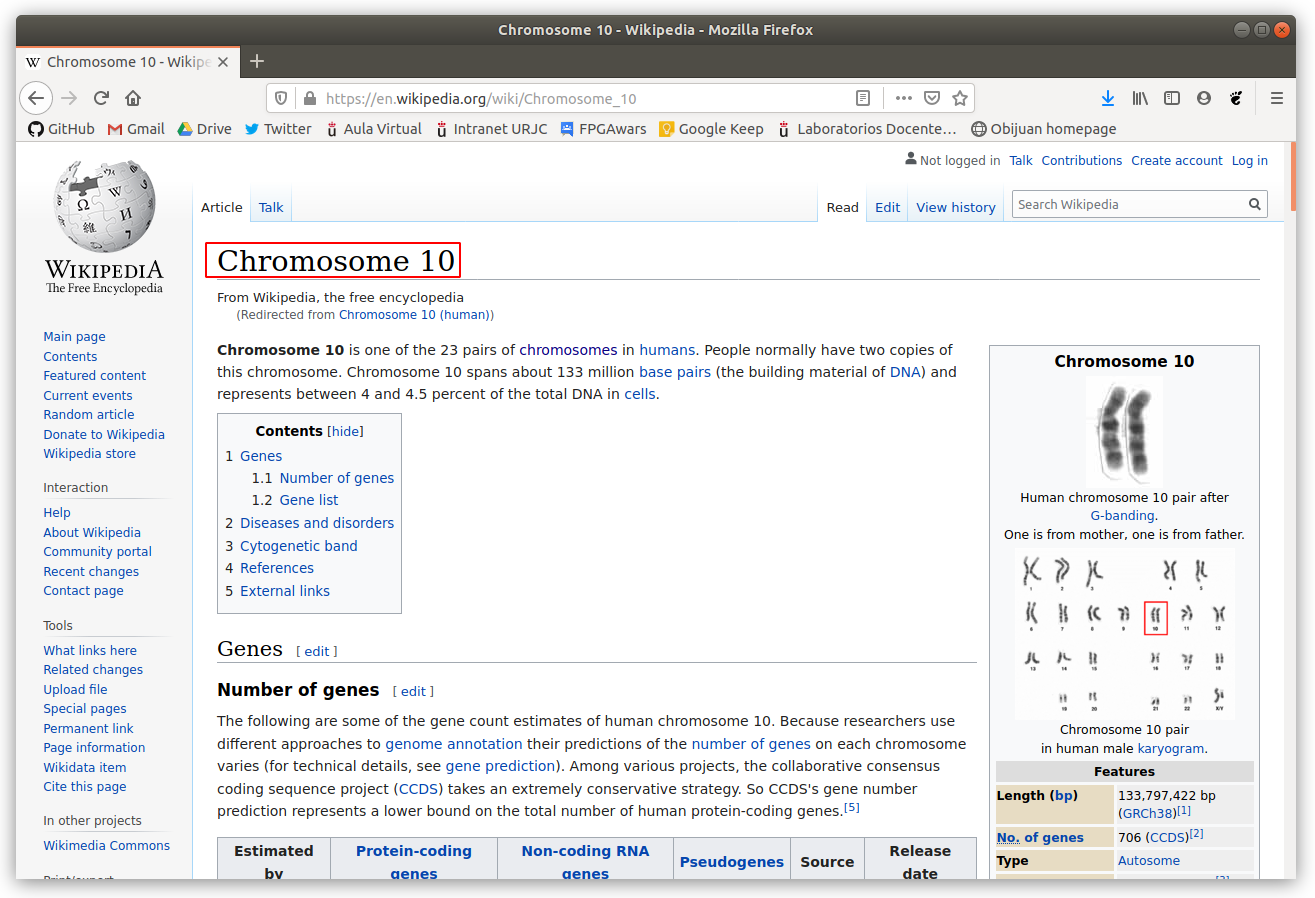 Chromosome 10 - Wikipedia - Mozilla Firefox
W Chromosome 10 - Wikipe
https://en.wikipedia.org/wiki/Chromosome_10
GitHub Gmail Drive Twitter Aula Virtual Intranet URJC FPGAwars Google Keep Laboratorios Docente… Obijuan homepage
Not logged in Talk Contributions Create account Log in
Article Talk Read Edit View history Search Wikipedia
WIKIPEDIA
The Free Encyclopedia
Main page
Contents
Featured content
Current events
Random article
Donate to Wikipedia
Wikipedia store
Interaction
Help
About Wikipedia
Community portal
Recent changes
Contact page
Tools
What links here
Related changes
Upload file
Special pages
Permanent link
Page information
Wikidata item
Cite this page
In other projects
Wikimedia Commons
Print/export
Chromosome 10
From Wikipedia, the free encyclopedia
(Redirected from Chromosome 10 (human))
Chromosome 10 is one of the 23 pairs of chromosomes in humans. People normally have two copies of
this chromosome. Chromosome 10 spans about 133 million base pairs (the building material of DNA) and
represents between 4 and 4.5 percent of the total DNA in cells.
Contents [hide]
1 Genes
1.1 Number of genes
1.2 Gene list
2 Diseases and disorders
3 Cytogenetic band
4 References
5 External links
Genes [ edit ]
Number of genes [ edit ]
The following are some of the gene count estimates of human chromosome 10. Because researchers use
different approaches to genome annotation their predictions of the number of genes on each chromosome
varies (for technical details, see gene prediction). Among various projects, the collaborative consensus
coding sequence project (CCDS) takes an extremely conservative strategy. So CCDS's gene number
prediction represents a lower bound on the total number of human protein-coding genes.[5]
Estimated Protein-coding Non-coding RNA Pseudogenes Source Release
by genes genes date
Chromosome 10
Human chromosome 10 pair after
G-banding.
One is from mother, one is from father.
1 2 3 4 5
6 7 8 9 10 11 12
13 14 15 16 17 18
19 20 21 22 X/Y
Chromosome 10 pair
in human male karyogram.
Features
Length (bp) 133,797,422 bp
(GRCh38)[1]
No. of genes 706 (CCDS)[2]
Type Autosome